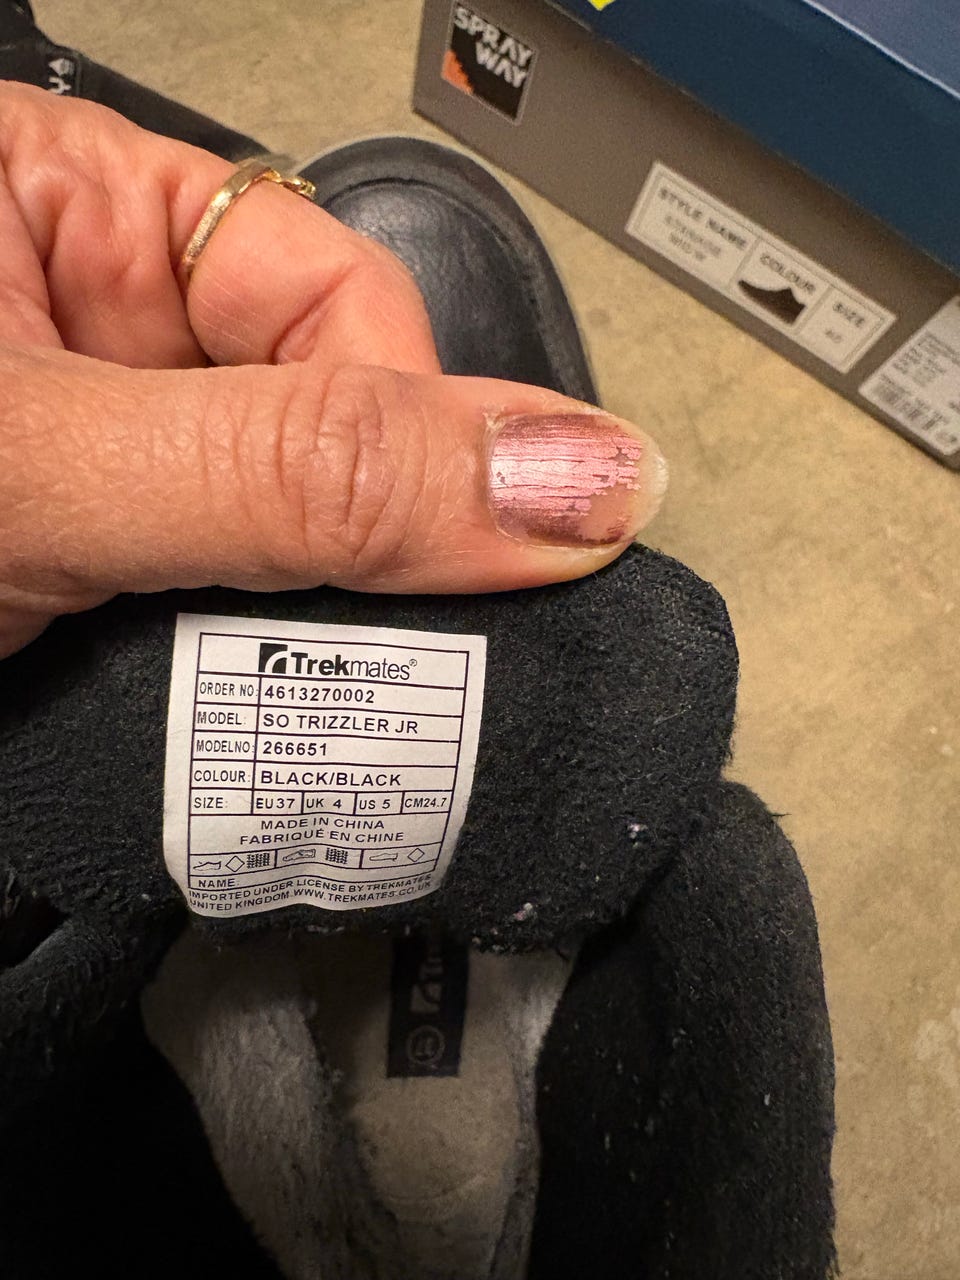 SPRAY
WAY
STYLE NAME
COLOUR
SIZE
Trekmates®
ORDER NO: 4613270002
MODEL: SO TRIZZLER JR
MODELNO: 266651
COLOUR: BLACK/BLACK
SIZE: EU37 UK 4 US 5 CM24.7
MADE IN CHINA
FABRIQUÉ EN CHINE
NAME
IMPORTED UNDER LICENSE BY TREKMATES
UNITED KINGDOM.WWW.TREKMATES.CO.UK
37